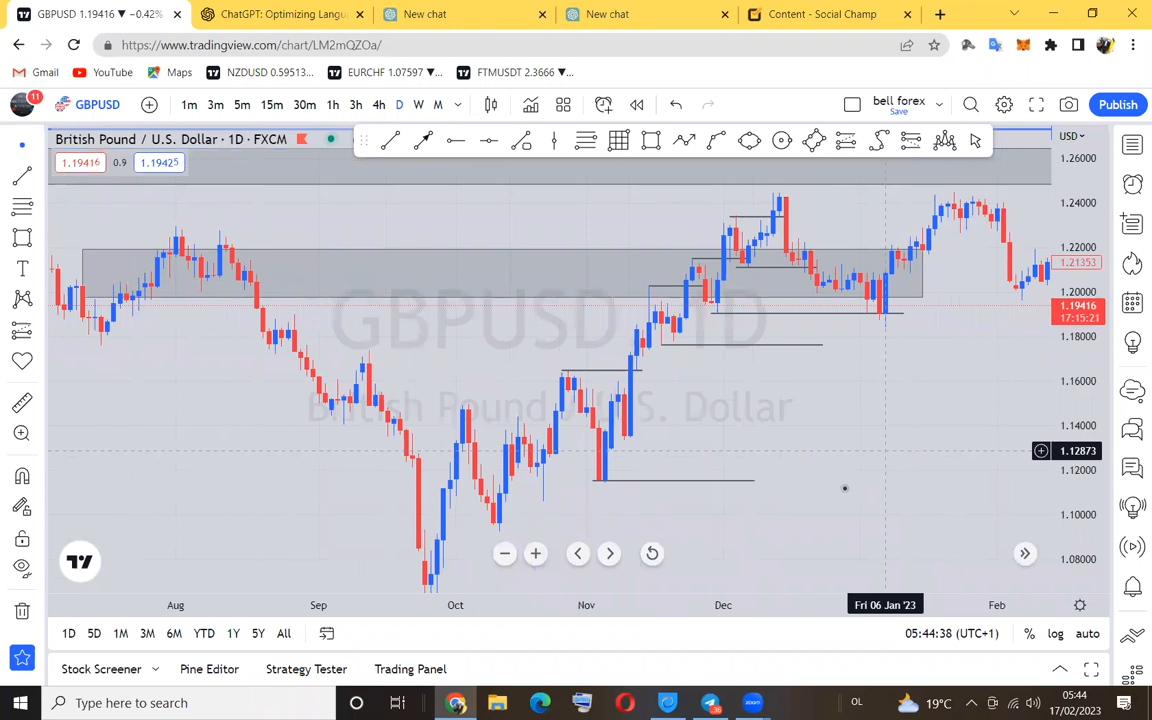 GBPUSD 1.19416 ▼ −0.42%
ChatGPT: Optimizing Langu
New chat
New chat
Content - Social Champ
https://www.tradingview.com/chart/LM2mQZOa/
Gmail
YouTube
Maps
NZDUSD 0.59513...
EURCHF 1.07597 ▼...
FTMUSDT 2.3666 ▼...
11
GBPUSD
1m 3m 5m 15m 30m 1h 3h 4h D W M
bell forex
Save
Publish
British Pound / U.S. Dollar · 1D · FXCM
USD
1.19416 0.9 1.19425
1.26000
1.24000
1.22000
1.21353
1.20000
1.19416
17:15:21
1.18000
1.16000
1.14000
1.12873
1.12000
1.10000
1.08000
GBPUSD 1D
British Pound / U.S. Dollar
Aug Sep Oct Nov Dec Fri 06 Jan '23 Feb
1D 5D 1M 3M 6M YTD 1Y 5Y All
05:44:38 (UTC+1) % log auto
Stock Screener Pine Editor Strategy Tester Trading Panel
Type here to search
OL
19°C
05:44
17/02/2023